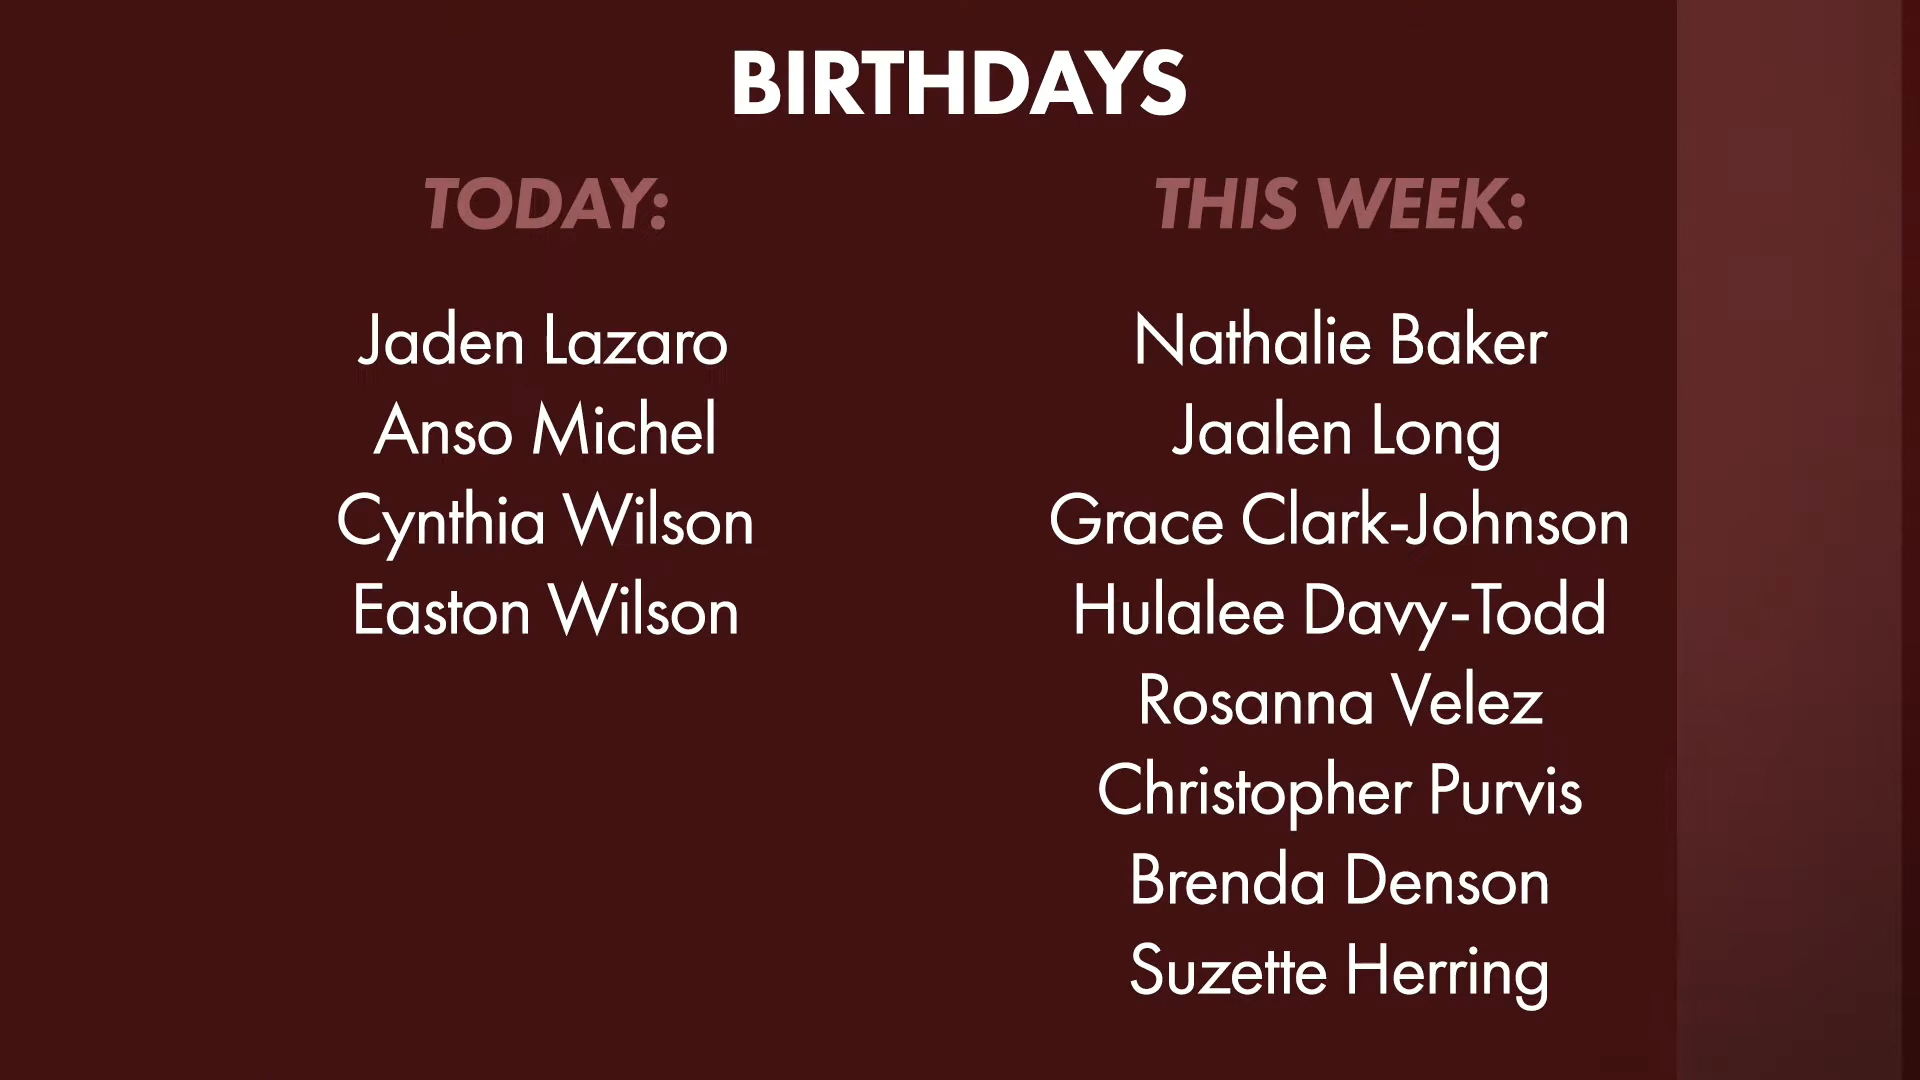 BIRTHDAYS
TODAY:
Jaden Lazaro
Anso Michel
Cynthia Wilson
Easton Wilson
THIS WEEK:
Nathalie Baker
Jaalen Long
Grace Clark-Johnson
Hulalee Davy-Todd
Rosanna Velez
Christopher Purvis
Brenda Denson
Suzette Herring